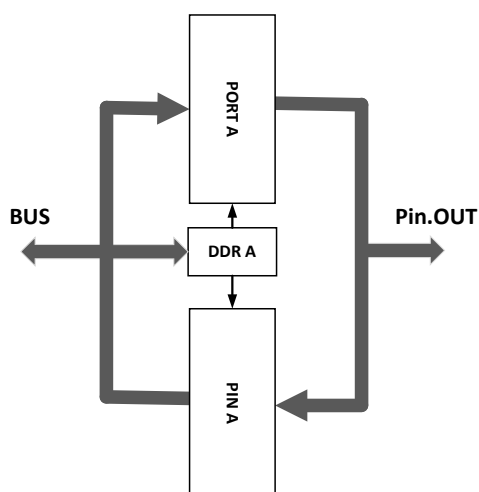 PORT A
BUS
Pin.OUT
DDR A
PIN A